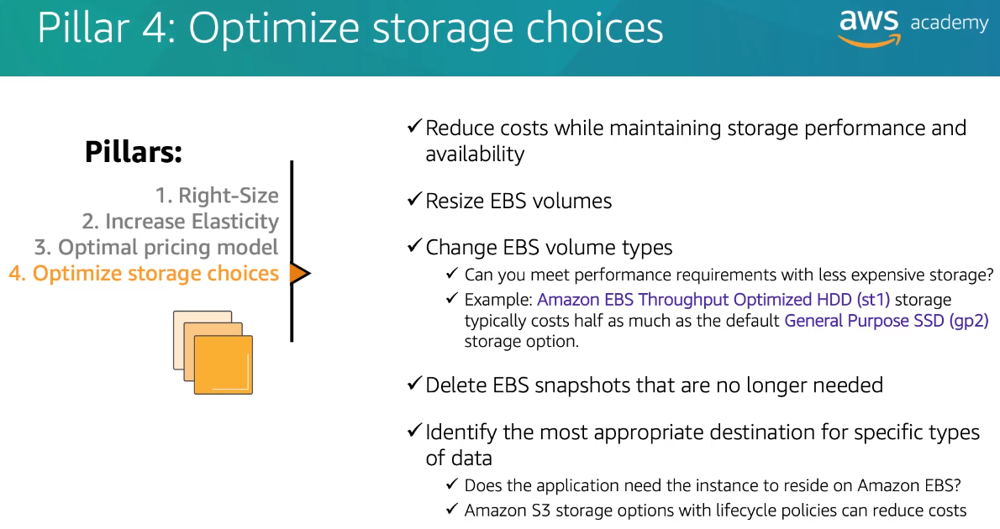 Pillar 4: Optimize storage choices
aws academy
Pillars:
1. Right-Size
2. Increase Elasticity
3. Optimal pricing model
4. Optimize storage choices
✓ Reduce costs while maintaining storage performance and
availability
✓ Resize EBS volumes
✓ Change EBS volume types
✓ Can you meet performance requirements with less expensive storage?
✓ Example: Amazon EBS Throughput Optimized HDD (st1) storage
typically costs half as much as the default General Purpose SSD (gp2)
storage option.
✓ Delete EBS snapshots that are no longer needed
✓ Identify the most appropriate destination for specific types
of data
✓ Does the application need the instance to reside on Amazon EBS?
✓ Amazon S3 storage options with lifecycle policies can reduce costs